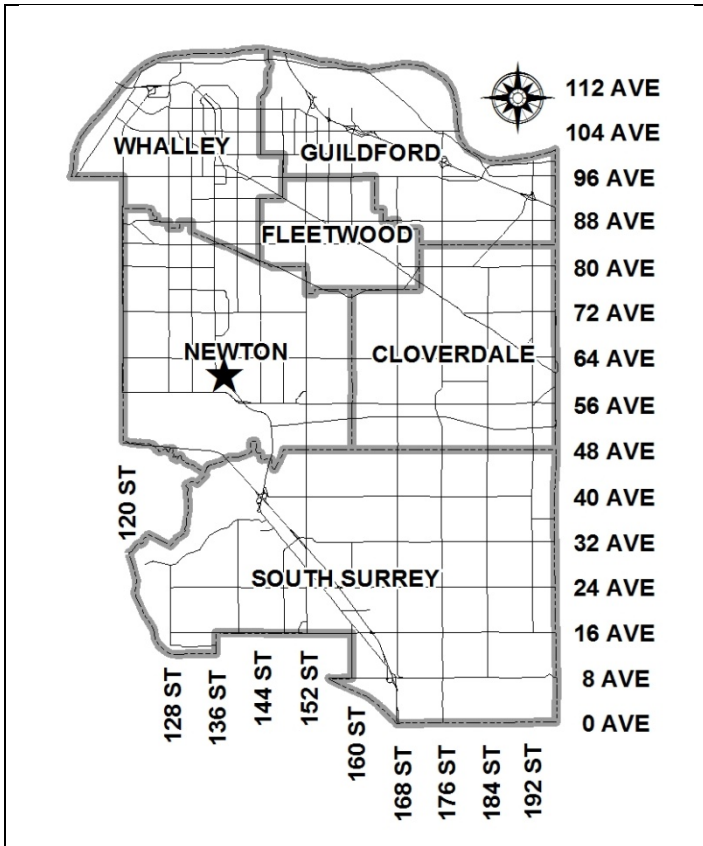 112 AVE
104 AVE
WHALLEY
GUILDFORD
96 AVE
88 AVE
FLEETWOOD
80 AVE
72 AVE
NEWTON
CLOVERDALE
64 AVE
56 AVE
48 AVE
120 ST
40 AVE
32 AVE
SOUTH SURREY
24 AVE
16 AVE
8 AVE
0 AVE
128 ST
136 ST
144 ST
152 ST
160 ST
168 ST
176 ST
184 ST
192 ST